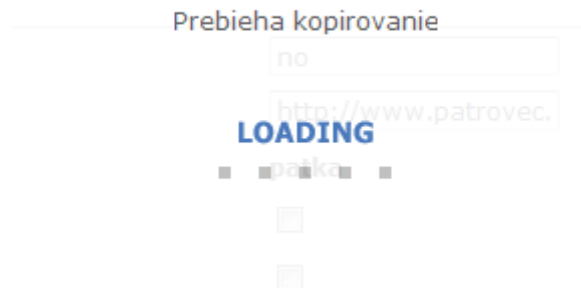 Prebieha kopirovanie
no
http://www.patrovec.
LOADING
patka